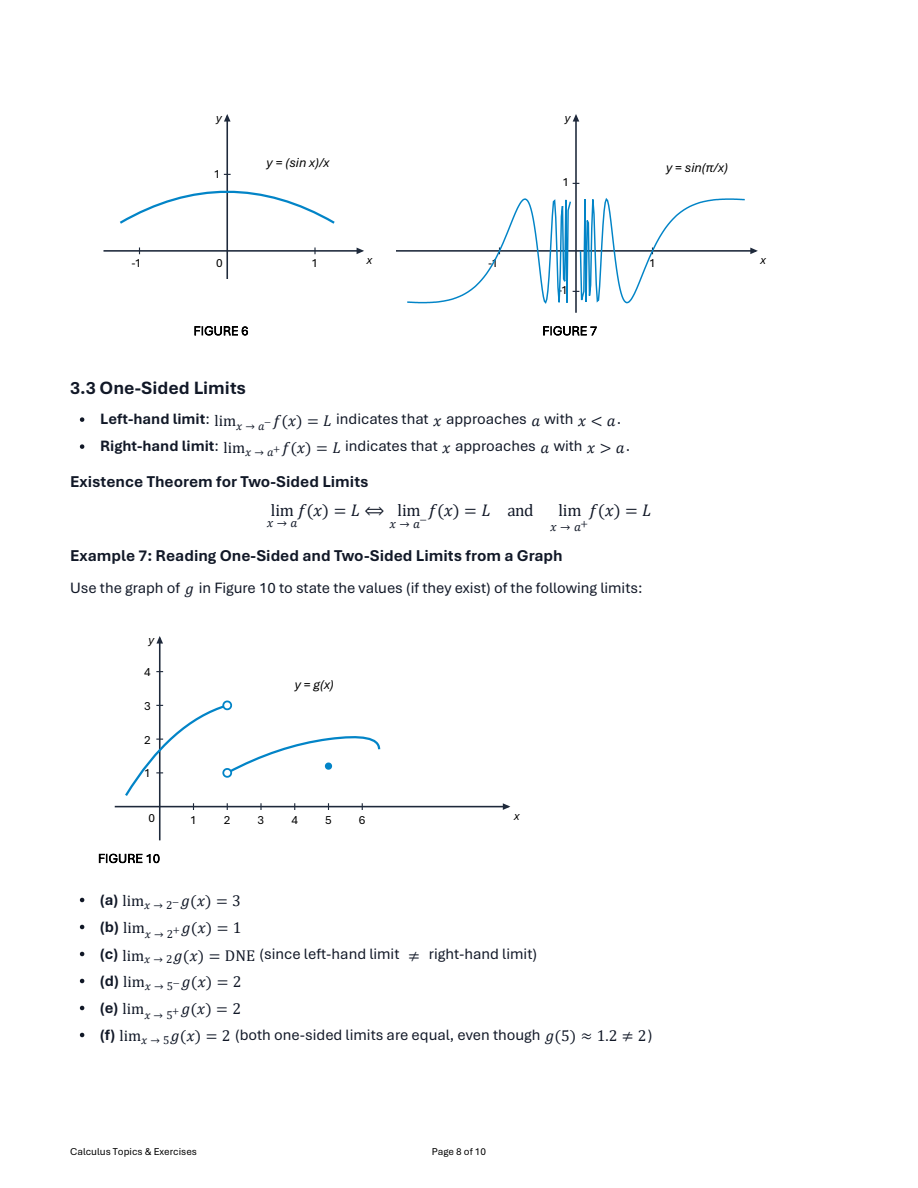 y
y = (sin x)/x
1
-1
0
1
x
FIGURE 6
y
y = sin(π/x)
1
-1
1
x
-1
FIGURE 7
3.3 One-Sided Limits
• Left-hand limit: lim_{x → a⁻} f(x) = L indicates that x approaches a with x < a.
• Right-hand limit: lim_{x → a⁺} f(x) = L indicates that x approaches a with x > a.
Existence Theorem for Two-Sided Limits
lim_{x → a} f(x) = L ⟺ lim_{x → a⁻} f(x) = L and lim_{x → a⁺} f(x) = L
Example 7: Reading One-Sided and Two-Sided Limits from a Graph
Use the graph of g in Figure 10 to state the values (if they exist) of the following limits:
y
4
y = g(x)
3
2
1
0
1
2
3
4
5
6
x
FIGURE 10
• (a) lim_{x → 2⁻} g(x) = 3
• (b) lim_{x → 2⁺} g(x) = 1
• (c) lim_{x → 2} g(x) = DNE (since left-hand limit ≠ right-hand limit)
• (d) lim_{x → 5⁻} g(x) = 2
• (e) lim_{x → 5⁺} g(x) = 2
• (f) lim_{x → 5} g(x) = 2 (both one-sided limits are equal, even though g(5) ≈ 1.2 ≠ 2)
Calculus Topics & Exercises
Page 8 of 10